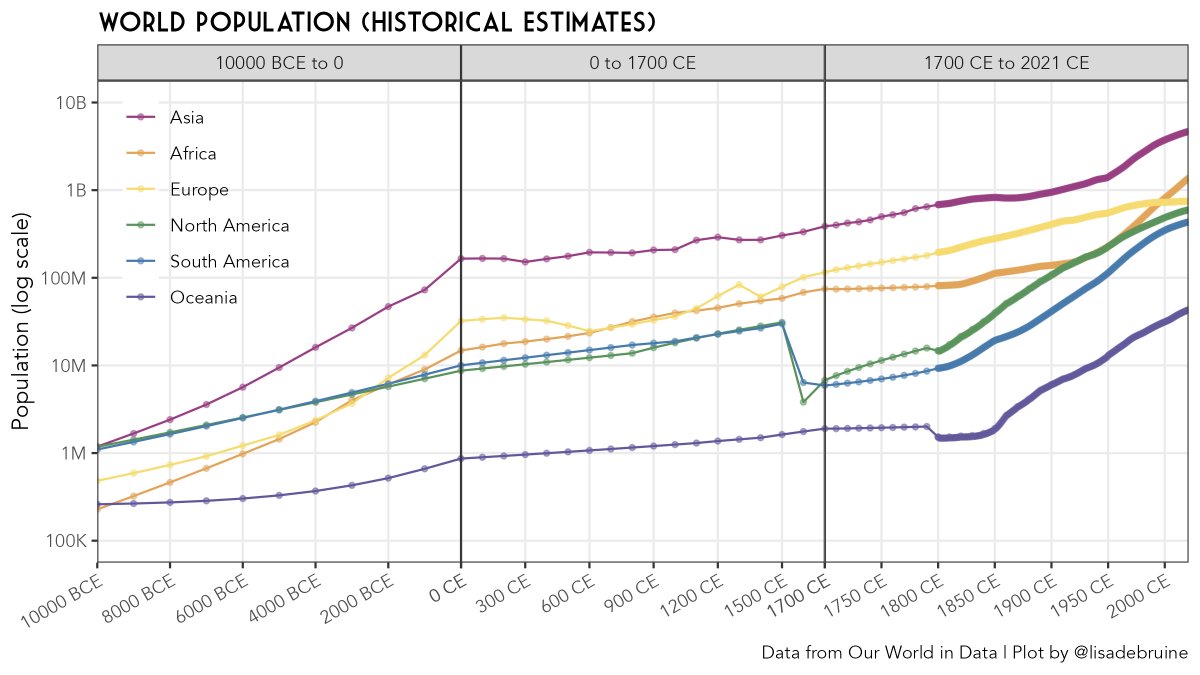 WORLD POPULATION (HISTORICAL ESTIMATES)
10000 BCE to 0
0 to 1700 CE
1700 CE to 2021 CE
Population (log scale)
10B
1B
100M
10M
1M
100K
Asia
Africa
Europe
North America
South America
Oceania
10000 BCE
8000 BCE
6000 BCE
4000 BCE
2000 BCE
0 CE
300 CE
600 CE
900 CE
1200 CE
1500 CE
1700 CE
1750 CE
1800 CE
1850 CE
1900 CE
1950 CE
2000 CE
Data from Our World in Data | Plot by @lisadebruine